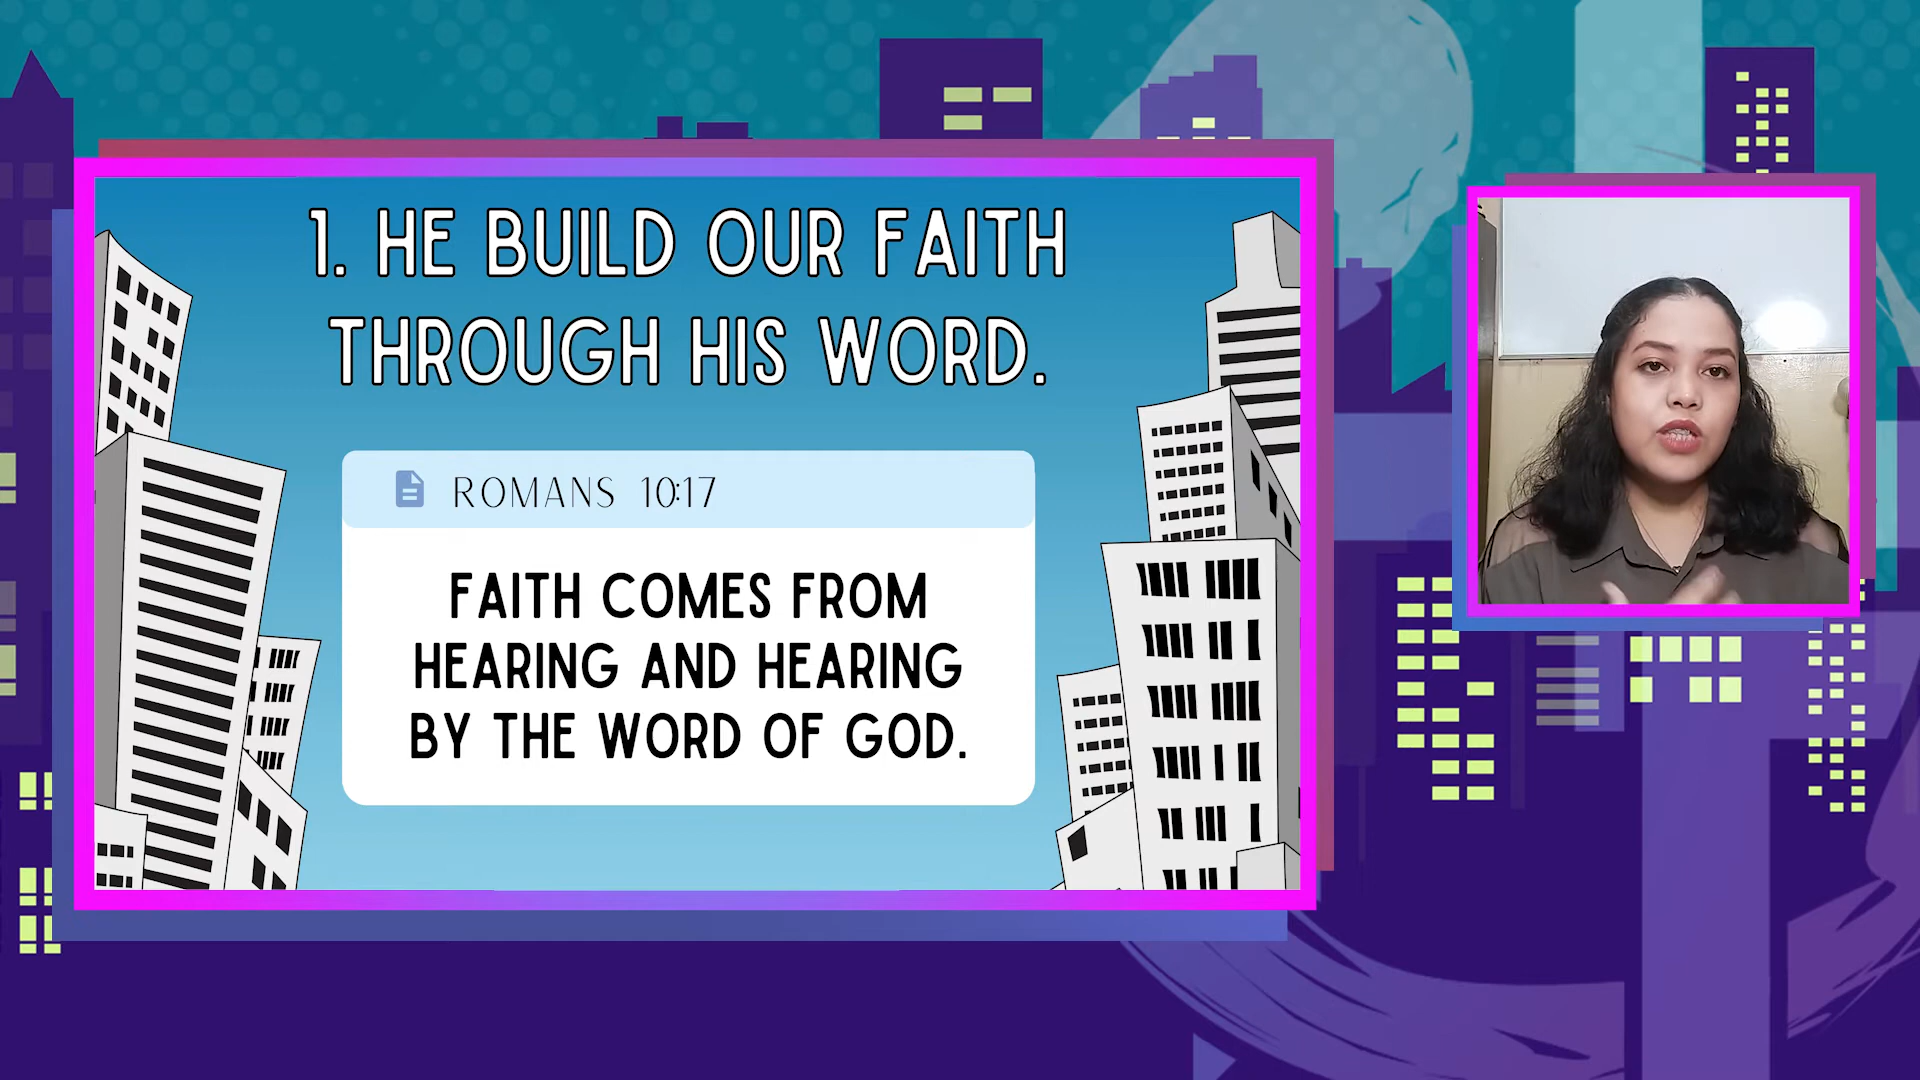 1. HE BUILD OUR FAITH
THROUGH HIS WORD.
ROMANS 10:17
FAITH COMES FROM
HEARING AND HEARING
BY THE WORD OF GOD.